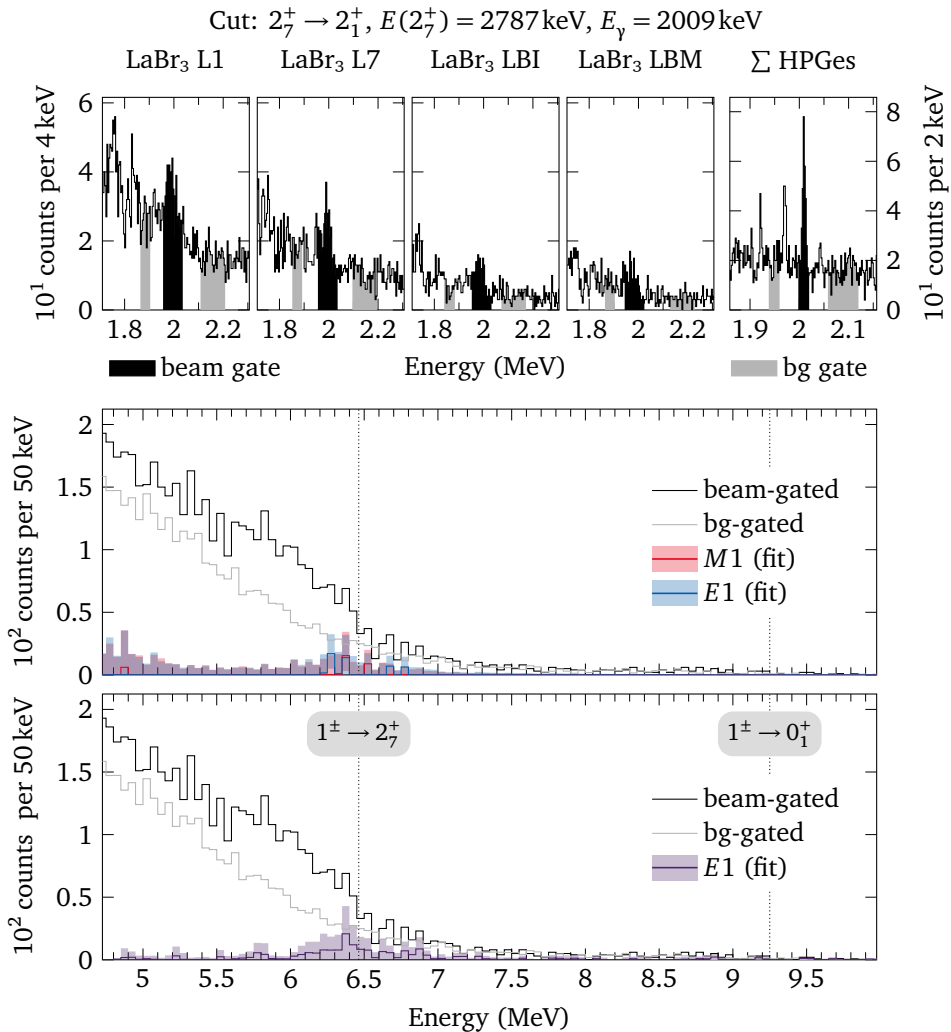 Cut: 2₇⁺ → 2₁⁺, E(2₇⁺) = 2787 keV, Eᵧ = 2009 keV
LaBr₃ L1 LaBr₃ L7 LaBr₃ LBI LaBr₃ LBM ∑ HPGes
10¹ counts per 4 keV
6
4
2
0
8
6
4
2
0
10¹ counts per 2 keV
1.8 2 2.2 1.8 2 2.2 1.8 2 2.2 1.8 2 2.2 1.9 2 2.1
beam gate Energy (MeV) bg gate
10² counts per 50 keV
2
1.5
1
0.5
0
beam-gated
bg-gated
M1 (fit)
E1 (fit)
10² counts per 50 keV
2
1.5
1
0.5
0
1± → 2₇⁺ 1± → 0₁⁺
beam-gated
bg-gated
E1 (fit)
5 5.5 6 6.5 7 7.5 8 8.5 9 9.5
Energy (MeV)